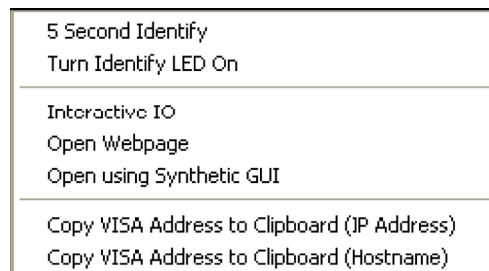 5 Second Identify
Turn Identify LED On
Interactive IO
Open Webpage
Open using Synthetic GUI
Copy VISA Address to Clipboard (IP Address)
Copy VISA Address to Clipboard (Hostname)